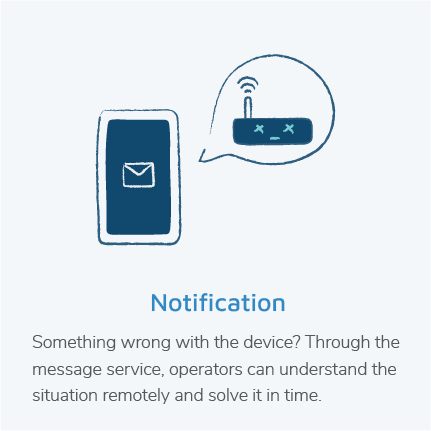 Notification
Something wrong with the device? Through the
message service, operators can understand the
situation remotely and solve it in time.